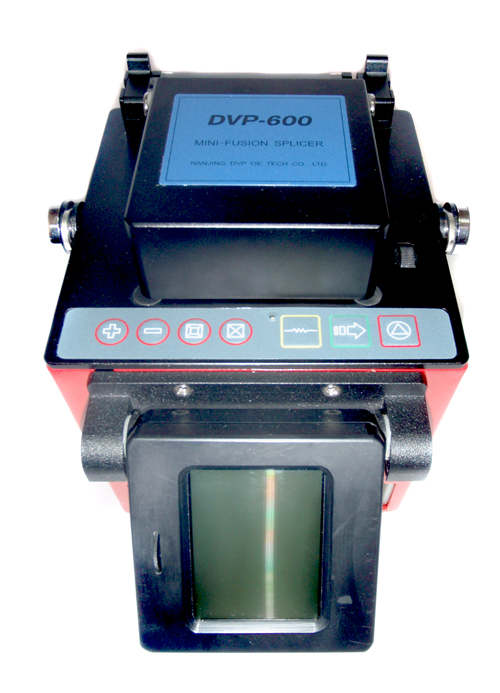 DVP-600
MINI-FUSION SPLICER
NANJING DVP OE TECH CO. LTD